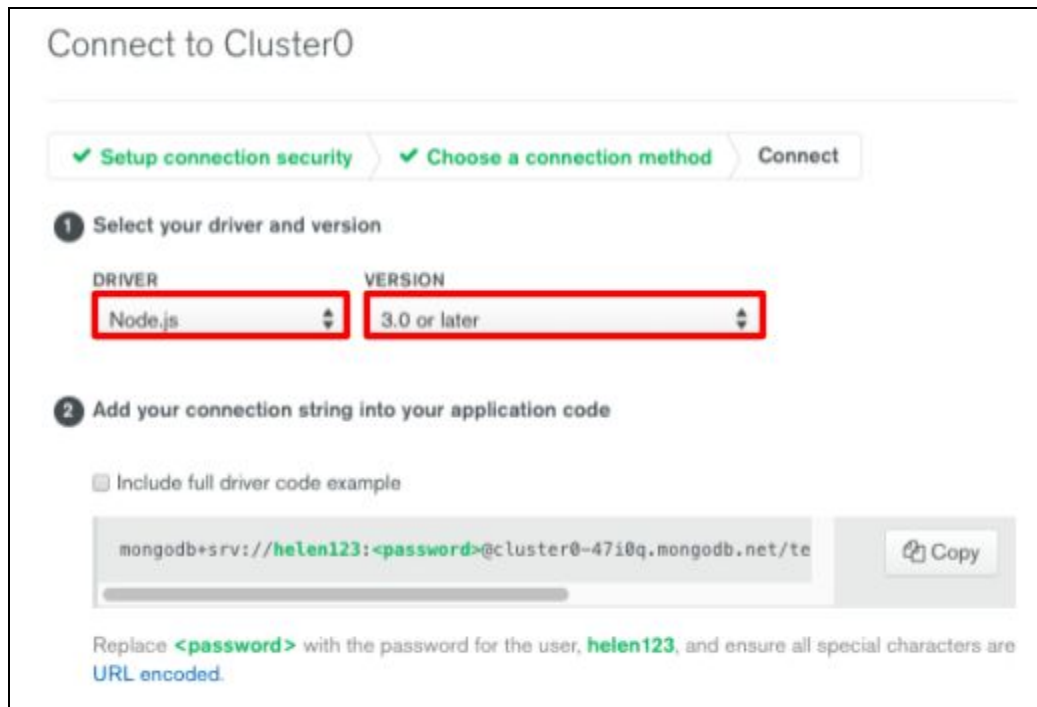 Connect to Cluster0
✔ Setup connection security ✔ Choose a connection method Connect
1 Select your driver and version
DRIVER VERSION
Node.js 3.0 or later
2 Add your connection string into your application code
Include full driver code example
mongodb+srv://helen123:<password>@cluster0-47i0q.mongodb.net/te
Copy
Replace <password> with the password for the user, helen123, and ensure all special characters are
URL encoded.